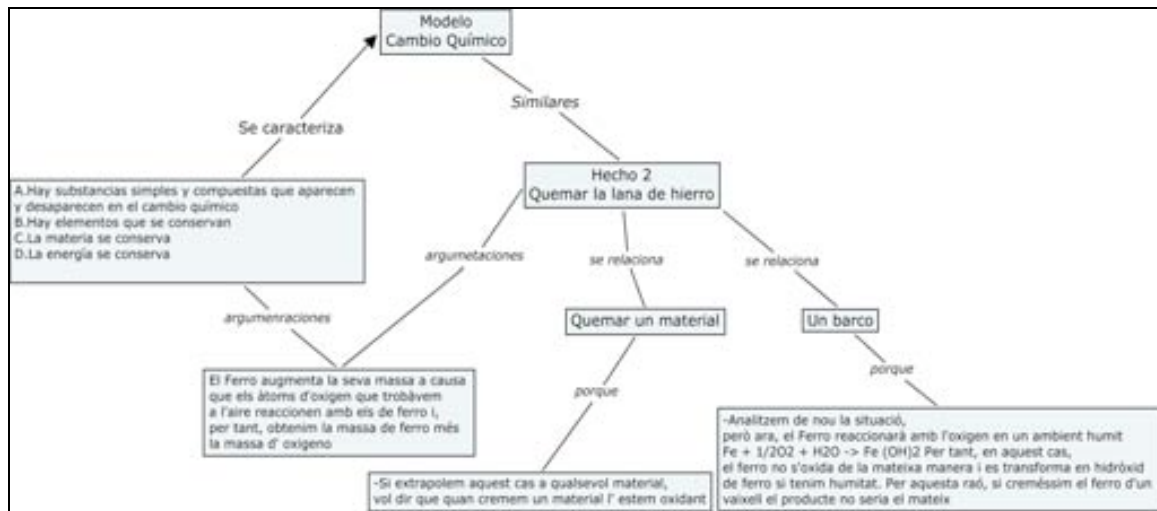 Modelo
Cambio Químico
Similares
Se caracteriza
Hecho 2
Quemar la lana de hierro
A.Hay substancias simples y compuestas que aparecen
y desaparecen en el cambio químico
B.Hay elementos que se conservan
C.La materia se conserva
D.La energía se conserva
argumetaciones
se relaciona
se relaciona
argumenraciones
Quemar un material
Un barco
El Ferro augmenta la seva massa a causa
que els àtoms d'oxigen que trobàvem
a l'aire reaccionen amb els de ferro i,
per tant, obtenim la massa de ferro més
la massa d' oxigeno
porque
porque
-Si extrapolem aquest cas a qualsevol material,
vol dir que quan cremem un material l' estem oxidant
-Analitzem de nou la situació,
però ara, el Ferro reaccionarà amb l'oxigen en un ambient humit
Fe + 1/2O2 + H2O -> Fe (OH)2 Per tant, en aquest cas,
el ferro no s'oxida de la mateixa manera i es transforma en hidròxid
de ferro si tenim humitat. Per aquesta raó, si creméssim el ferro d'un
vaixell el producte no seria el mateix